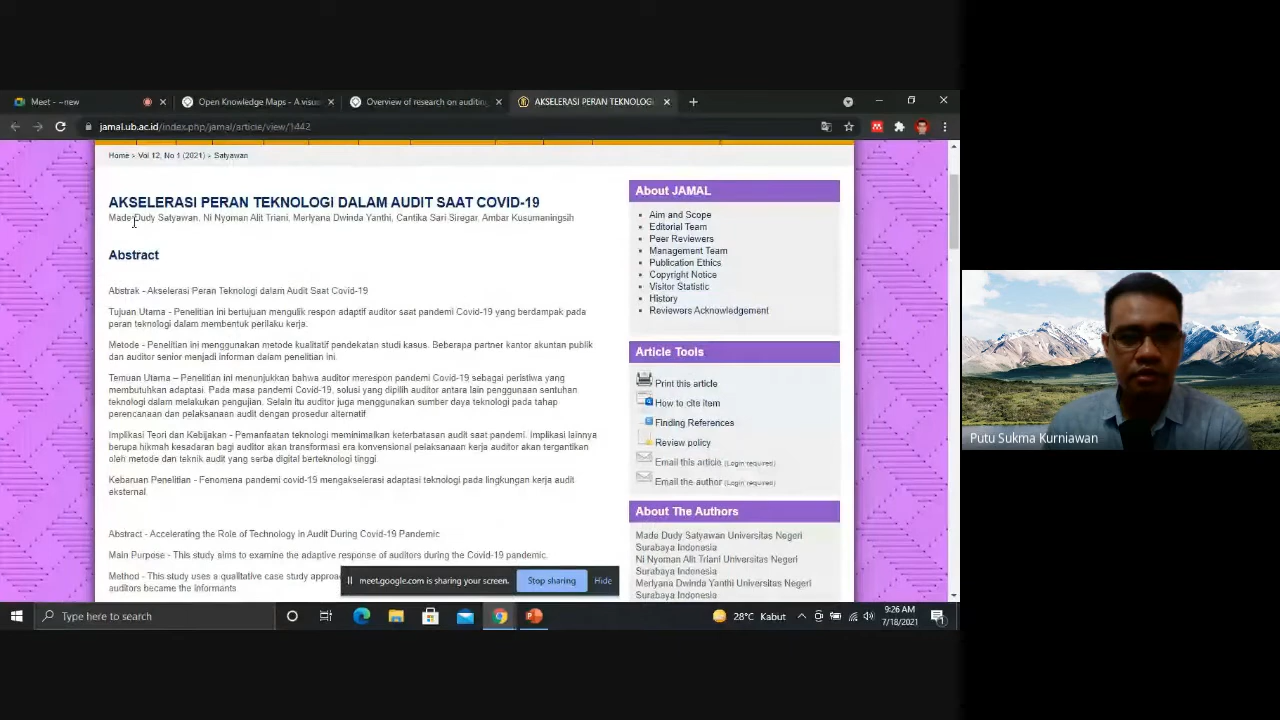 Meet - –new
Open Knowledge Maps - A visu
Overview of research on auditing
AKSELERASI PERAN TEKNOLOGI
jamal.ub.ac.id/index.php/jamal/article/view/1442
Home > Vol 12, No 1 (2021) > Satyawan
AKSELERASI PERAN TEKNOLOGI DALAM AUDIT SAAT COVID-19
Made Dudy Satyawan, Ni Nyoman Alit Triani, Merlyana Dwinda Yanthi, Cantika Sari Siregar, Ambar Kusumaningsih
Abstract
Abstrak - Akselerasi Peran Teknologi dalam Audit Saat Covid-19
Tujuan Utama - Penelitian ini bertujuan mengulik respon adaptif auditor saat pandemi Covid-19 yang berdampak pada
peran teknologi dalam membentuk perilaku kerja.
Metode - Penelitian ini menggunakan metode kualitatif pendekatan studi kasus. Beberapa partner kantor akuntan publik
dan auditor senior menjadi informan dalam penelitian ini.
Temuan Utama – Penelitian ini menunjukkan bahwa auditor merespon pandemi Covid-19 sebagai peristiwa yang
membutuhkan adaptasi. Pada masa pandemi Covid-19, solusi yang dipilih auditor antara lain penggunaan sentuhan
teknologi dalam melakukan pengujian. Selain itu auditor juga menggunakan sumber daya teknologi pada tahap
perencanaan dan pelaksanaan audit dengan prosedur alternatif
Implikasi Teori dan Kebijakan - Pemanfaatan teknologi meminimalkan keterbatasan audit saat pandemi. Implikasi lainnya
berupa hikmah kesadaran bagi auditor akan transformasi era konvensional pelaksanaan kerja auditor akan tergantikan
oleh metode dan teknik audit yang serba digital berteknologi tinggi.
Kebaruan Penelitian - Fenomena pandemi covid-19 mengakselerasi adaptasi teknologi pada lingkungan kerja audit
eksternal.
Abstract - Accelerating the Role of Technology in Audit During Covid-19 Pandemic
Main Purpose - This study aims to examine the adaptive response of auditors during the Covid-19 pandemic.
Method - This study uses a qualitative case study approa
auditors became the informants
About JAMAL
Aim and Scope
Editorial Team
Peer Reviewers
Management Team
Publication Ethics
Copyright Notice
Visitor Statistic
History
Reviewers Acknowledgement
Article Tools
Print this article
How to cite item
Finding References
Review policy
Email this article (Login required)
Email the author (Login required)
About The Authors
Made Dudy Satyawan Universitas Negeri
Surabaya Indonesia
Ni Nyoman Alit Triani Universitas Negeri
Surabaya Indonesia
Merlyana Dwinda Yanthi Universitas Negeri
Surabaya Indonesia
meet.google.com is sharing your screen.
Stop sharing
Hide
Type here to search
28°C Kabut
9:26 AM
7/18/2021
Putu Sukma Kurniawan